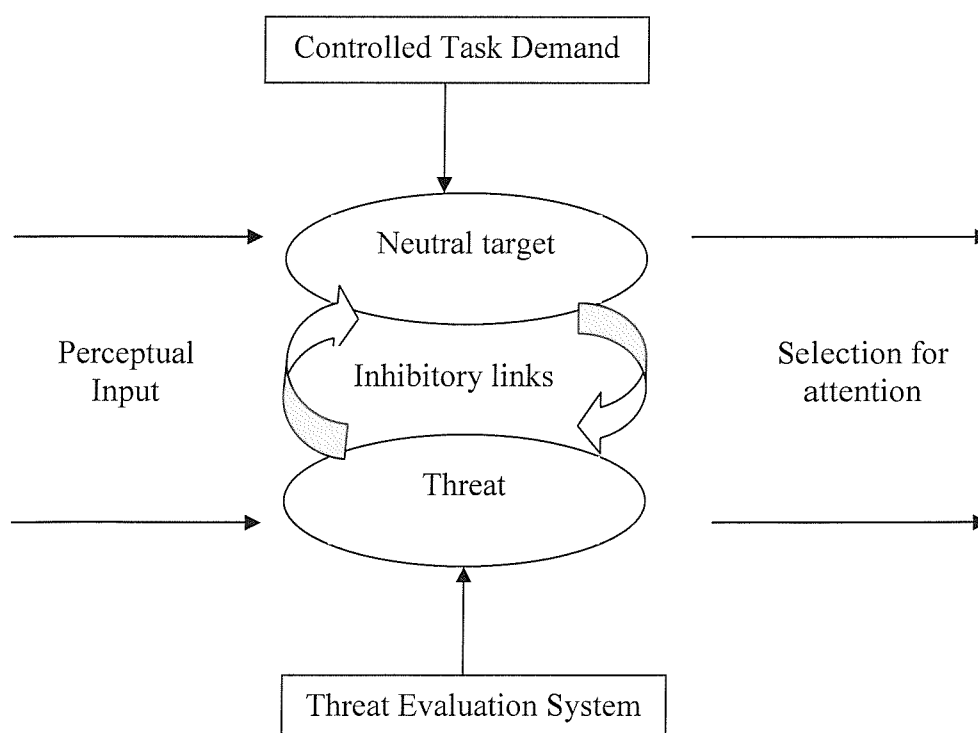 Controlled Task Demand
Neutral target
Perceptual
Input
Inhibitory links
Selection for
attention
Threat
Threat Evaluation System